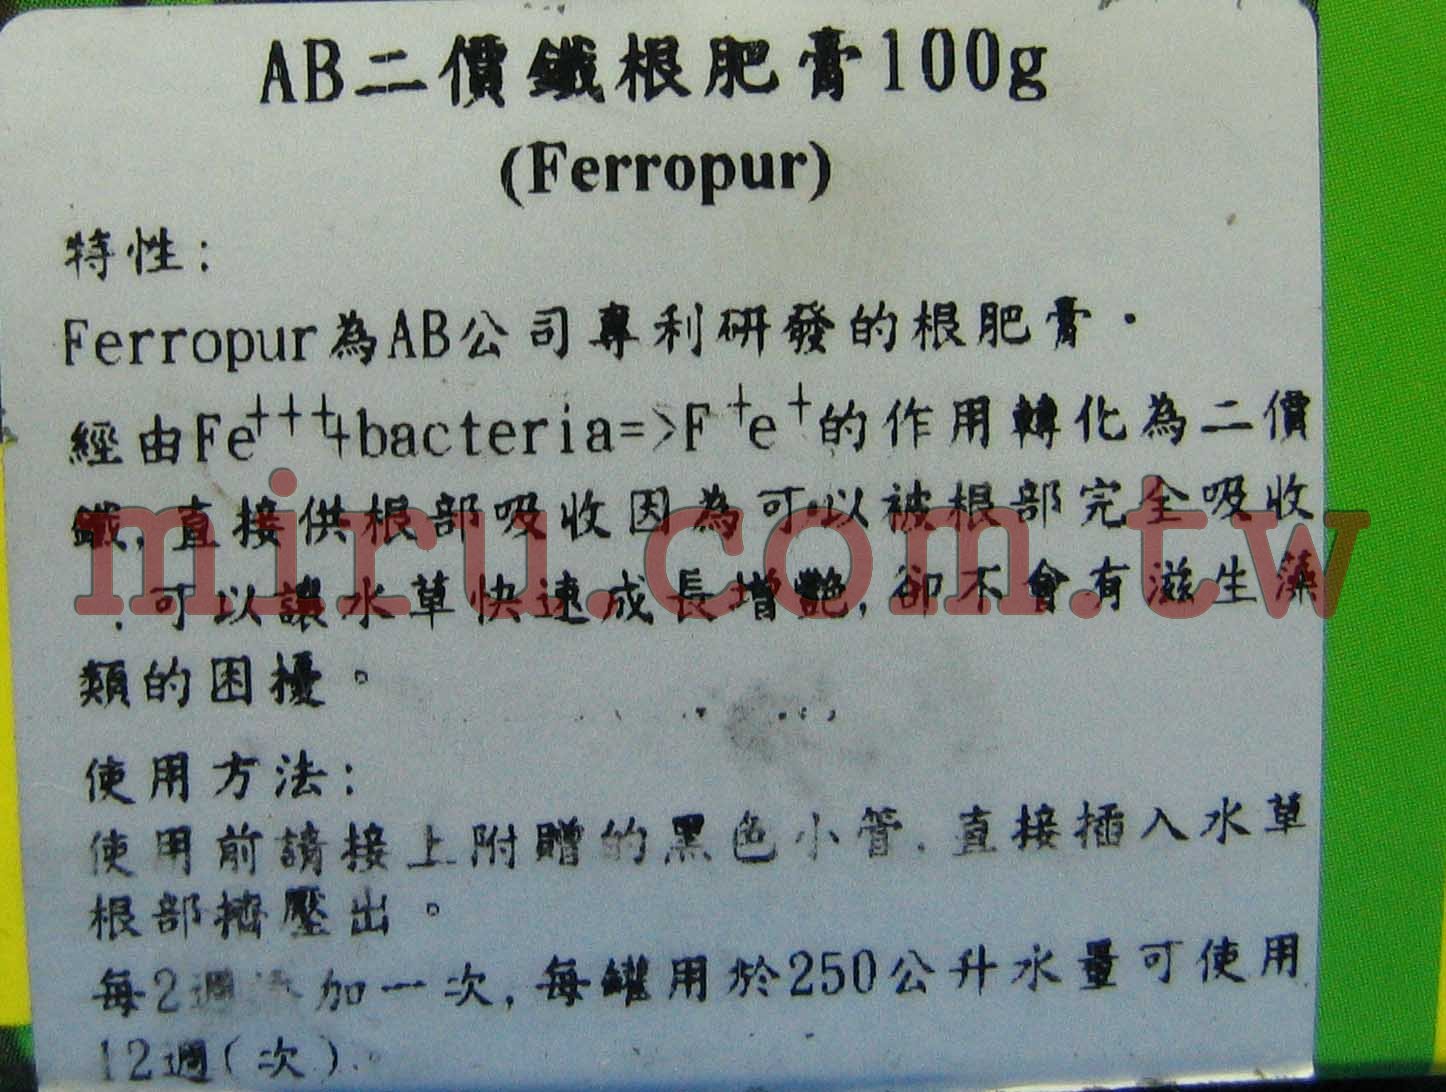 AB二價鐵根肥膏100g
(Ferropur)
特性:
Ferropur為AB公司專利研發的根肥膏.
經由Fe++++bacteria=>F+e+的作用轉化為二價
鐵,直接供根部吸收因為可以被根部完全吸收
.可以讓水草快速成長增艷,卻不會有滋生藻
類的困擾。
miru.com.tw
使用方法:
使用前請接上附贈的黑色小管.直接插入水草
根部擠壓出。
每2週添加一次,每罐用於250公升水量可使用
12週(次).